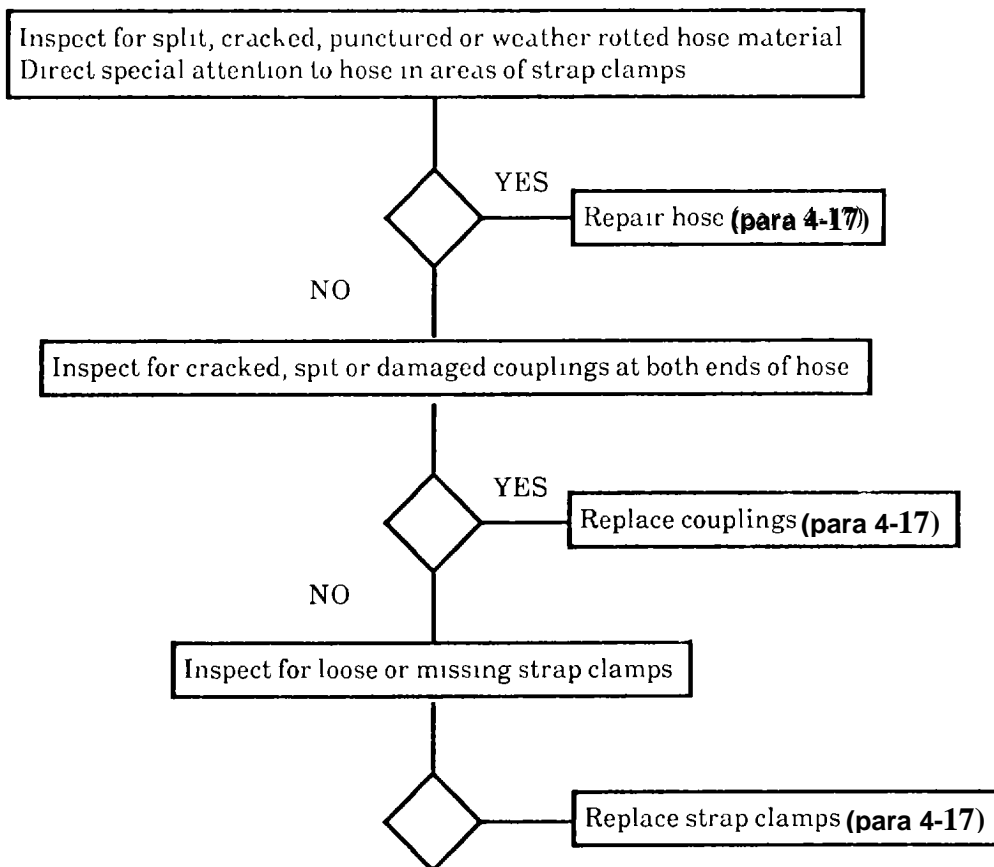 Inspect for split, cracked, punctured or weather rotted hose material
Direct special attention to hose in areas of strap clamps
YES
Repair hose (para 4-17)
NO
Inspect for cracked, spit or damaged couplings at both ends of hose
YES
Replace couplings (para 4-17)
NO
Inspect for loose or missing strap clamps
Replace strap clamps (para 4-17)